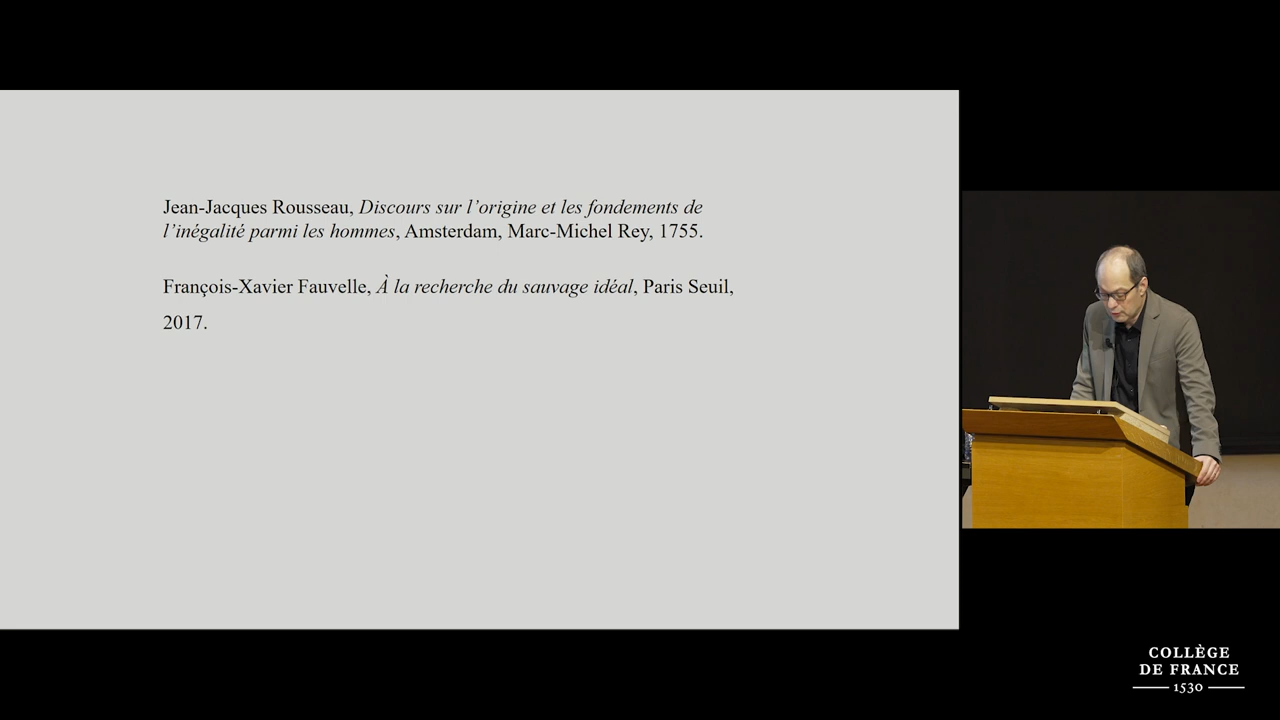 Jean-Jacques Rousseau, Discours sur l’origine et les fondements de
l’inégalité parmi les hommes, Amsterdam, Marc-Michel Rey, 1755.
François-Xavier Fauvelle, À la recherche du sauvage idéal, Paris Seuil,
2017.
COLLÈGE
DE FRANCE
1530